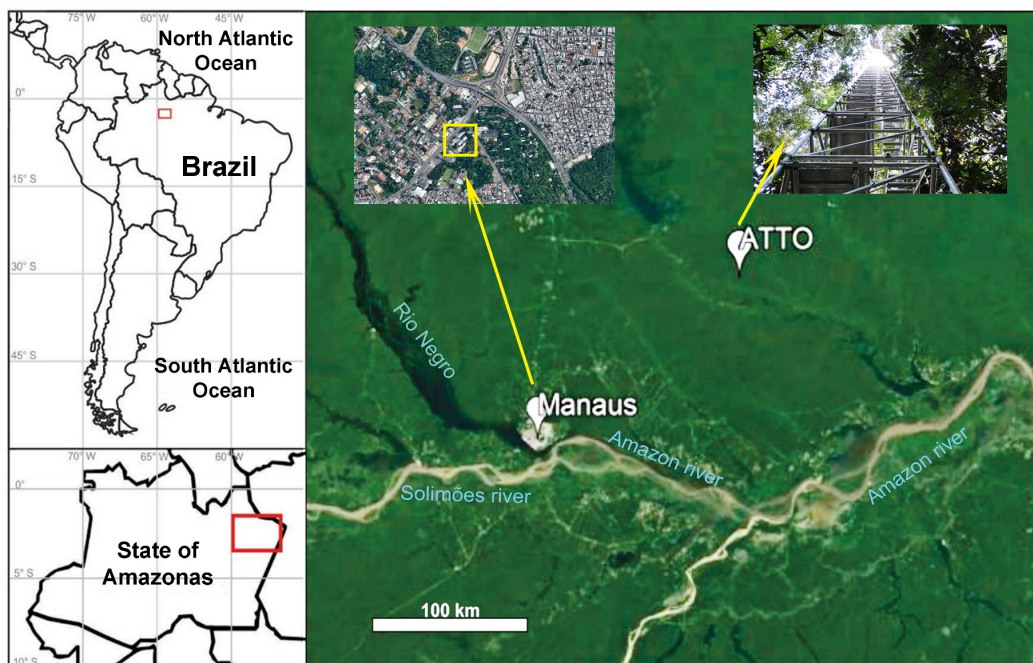 75° W
60° W
45° W
North Atlantic
Ocean
0°
Brazil
15° S
30° S
45° S
South Atlantic
Ocean
70°W
65°W
60°W
0°
State of
Amazonas
5° S
10° S
ATTO
Rio Negro
Manaus
Amazon river
Amazon river
Solimões river
100 km